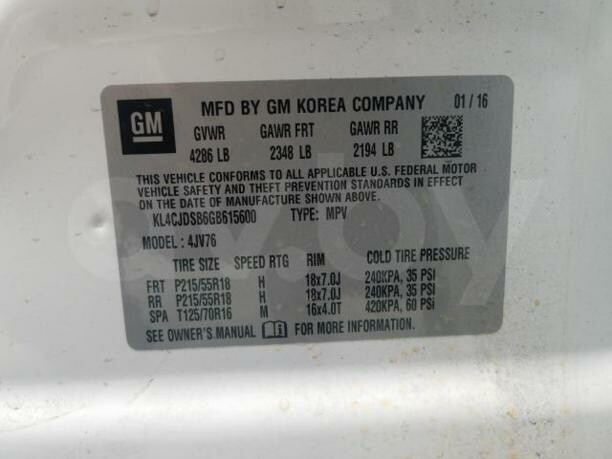 GM
MFD BY GM KOREA COMPANY 01 / 16
GVWR GAWR FRT GAWR RR
4286 LB 2348 LB 2194 LB
THIS VEHICLE CONFORMS TO ALL APPLICABLE U.S. FEDERAL MOTOR
VEHICLE SAFETY AND THEFT PREVENTION STANDARDS IN EFFECT
ON THE DATE OF MANUFACTURE SHOWN ABOVE.
KL4CJDSB6GB615600 TYPE: MPV
MODEL : 4JV76
TIRE SIZE SPEED RTG RIM COLD TIRE PRESSURE
FRT P215/55R18 H 18x7.0J 240KPA, 35 PSI
RR P215/55R18 H 18x7.0J 240KPA, 35 PSI
SPA T125/70R16 M 16x4.0T 420KPA, 60 PSI
SEE OWNER'S MANUAL FOR MORE INFORMATION.